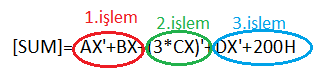 1.işlem 2.işlem 3.işlem
[SUM]= AX'+BX+(3*CX)'+DX'+200H